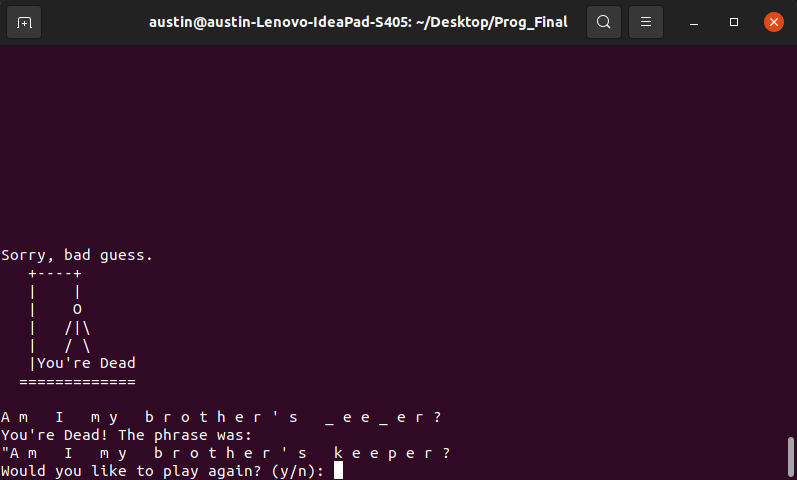 austin@austin-Lenovo-IdeaPad-S405: ~/Desktop/Prog_Final
Sorry, bad guess.
   +----+
   |    |
   |    O
   |   /|\
   |   / \
   |You're Dead
  =============
A m   I   m y   b r o t h e r ' s   _ e e _ e r ?
You're Dead! The phrase was:
"A m   I   m y   b r o t h e r ' s   k e e p e r ?
Would you like to play again? (y/n):